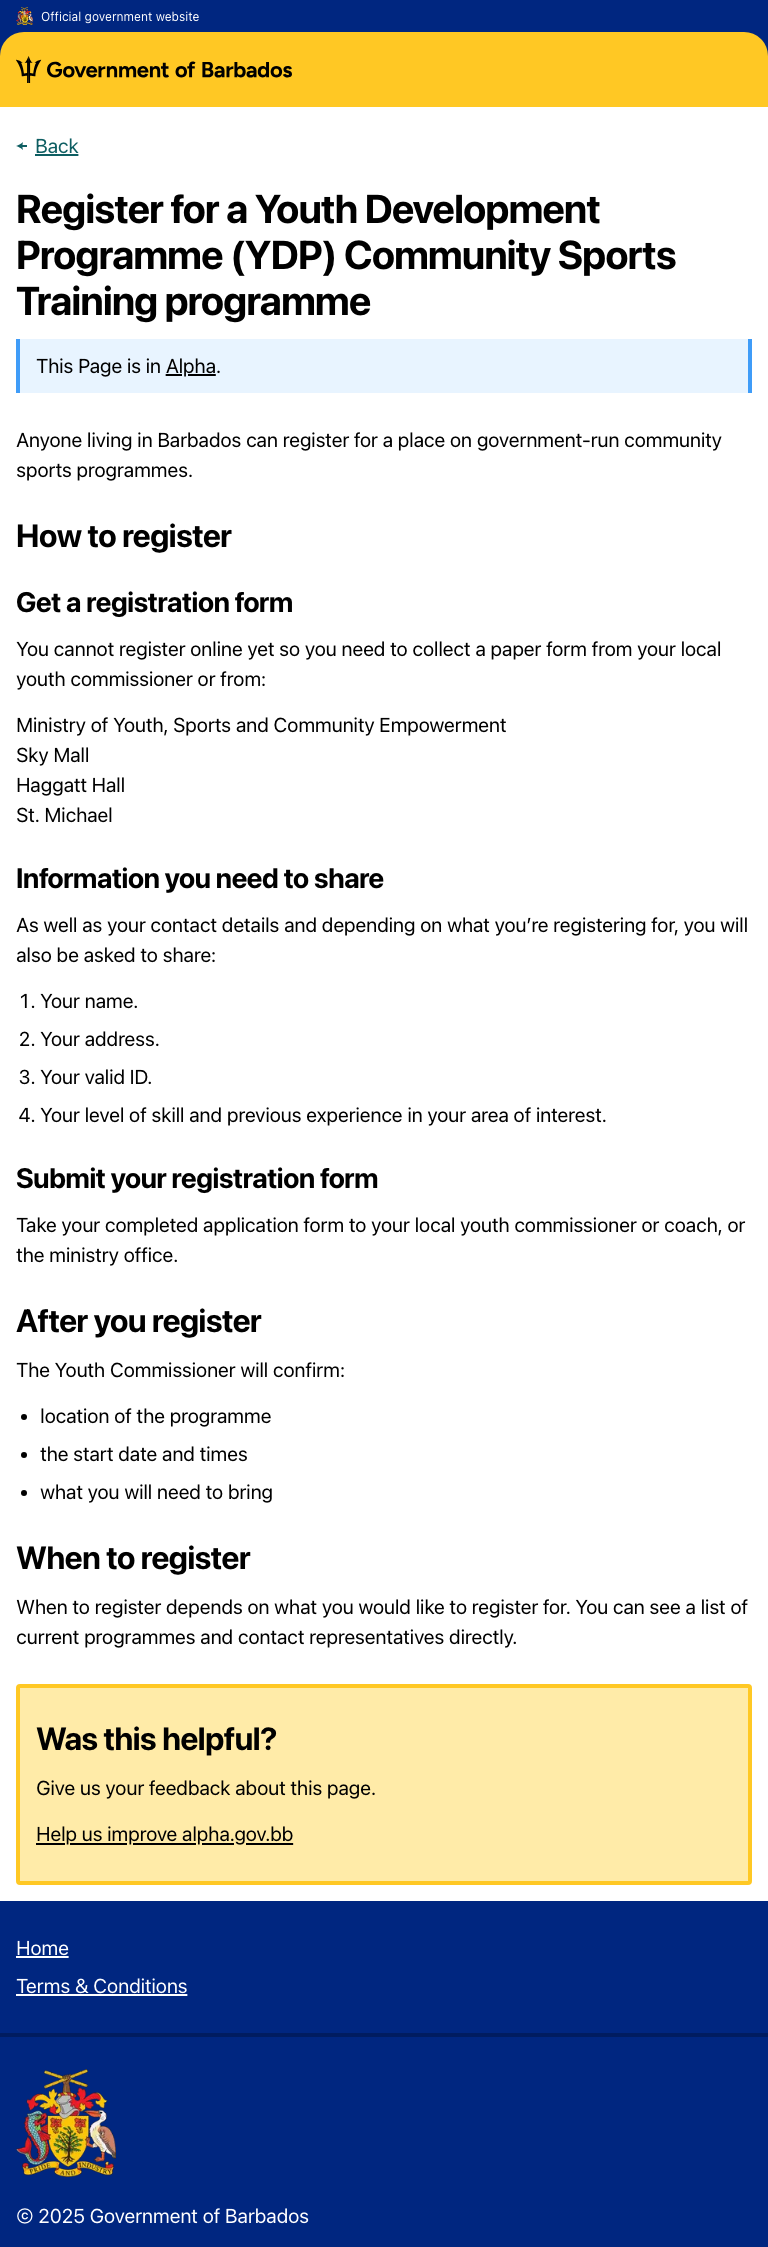 Official government website
Government of Barbados
Back
Register for a Youth Development
Programme (YDP) Community Sports
Training programme
This Page is in Alpha.
Anyone living in Barbados can register for a place on government-run community
sports programmes.
How to register
Get a registration form
You cannot register online yet so you need to collect a paper form from your local
youth commissioner or from:
Ministry of Youth, Sports and Community Empowerment
Sky Mall
Haggatt Hall
St. Michael
Information you need to share
As well as your contact details and depending on what you’re registering for, you will
also be asked to share:
1. Your name.
2. Your address.
3. Your valid ID.
4. Your level of skill and previous experience in your area of interest.
Submit your registration form
Take your completed application form to your local youth commissioner or coach, or
the ministry office.
After you register
The Youth Commissioner will confirm:
• location of the programme
• the start date and times
• what you will need to bring
When to register
When to register depends on what you would like to register for. You can see a list of
current programmes and contact representatives directly.
Was this helpful?
Give us your feedback about this page.
Help us improve alpha.gov.bb
Home
Terms & Conditions
PRIDE AND INDUSTRY
© 2025 Government of Barbados